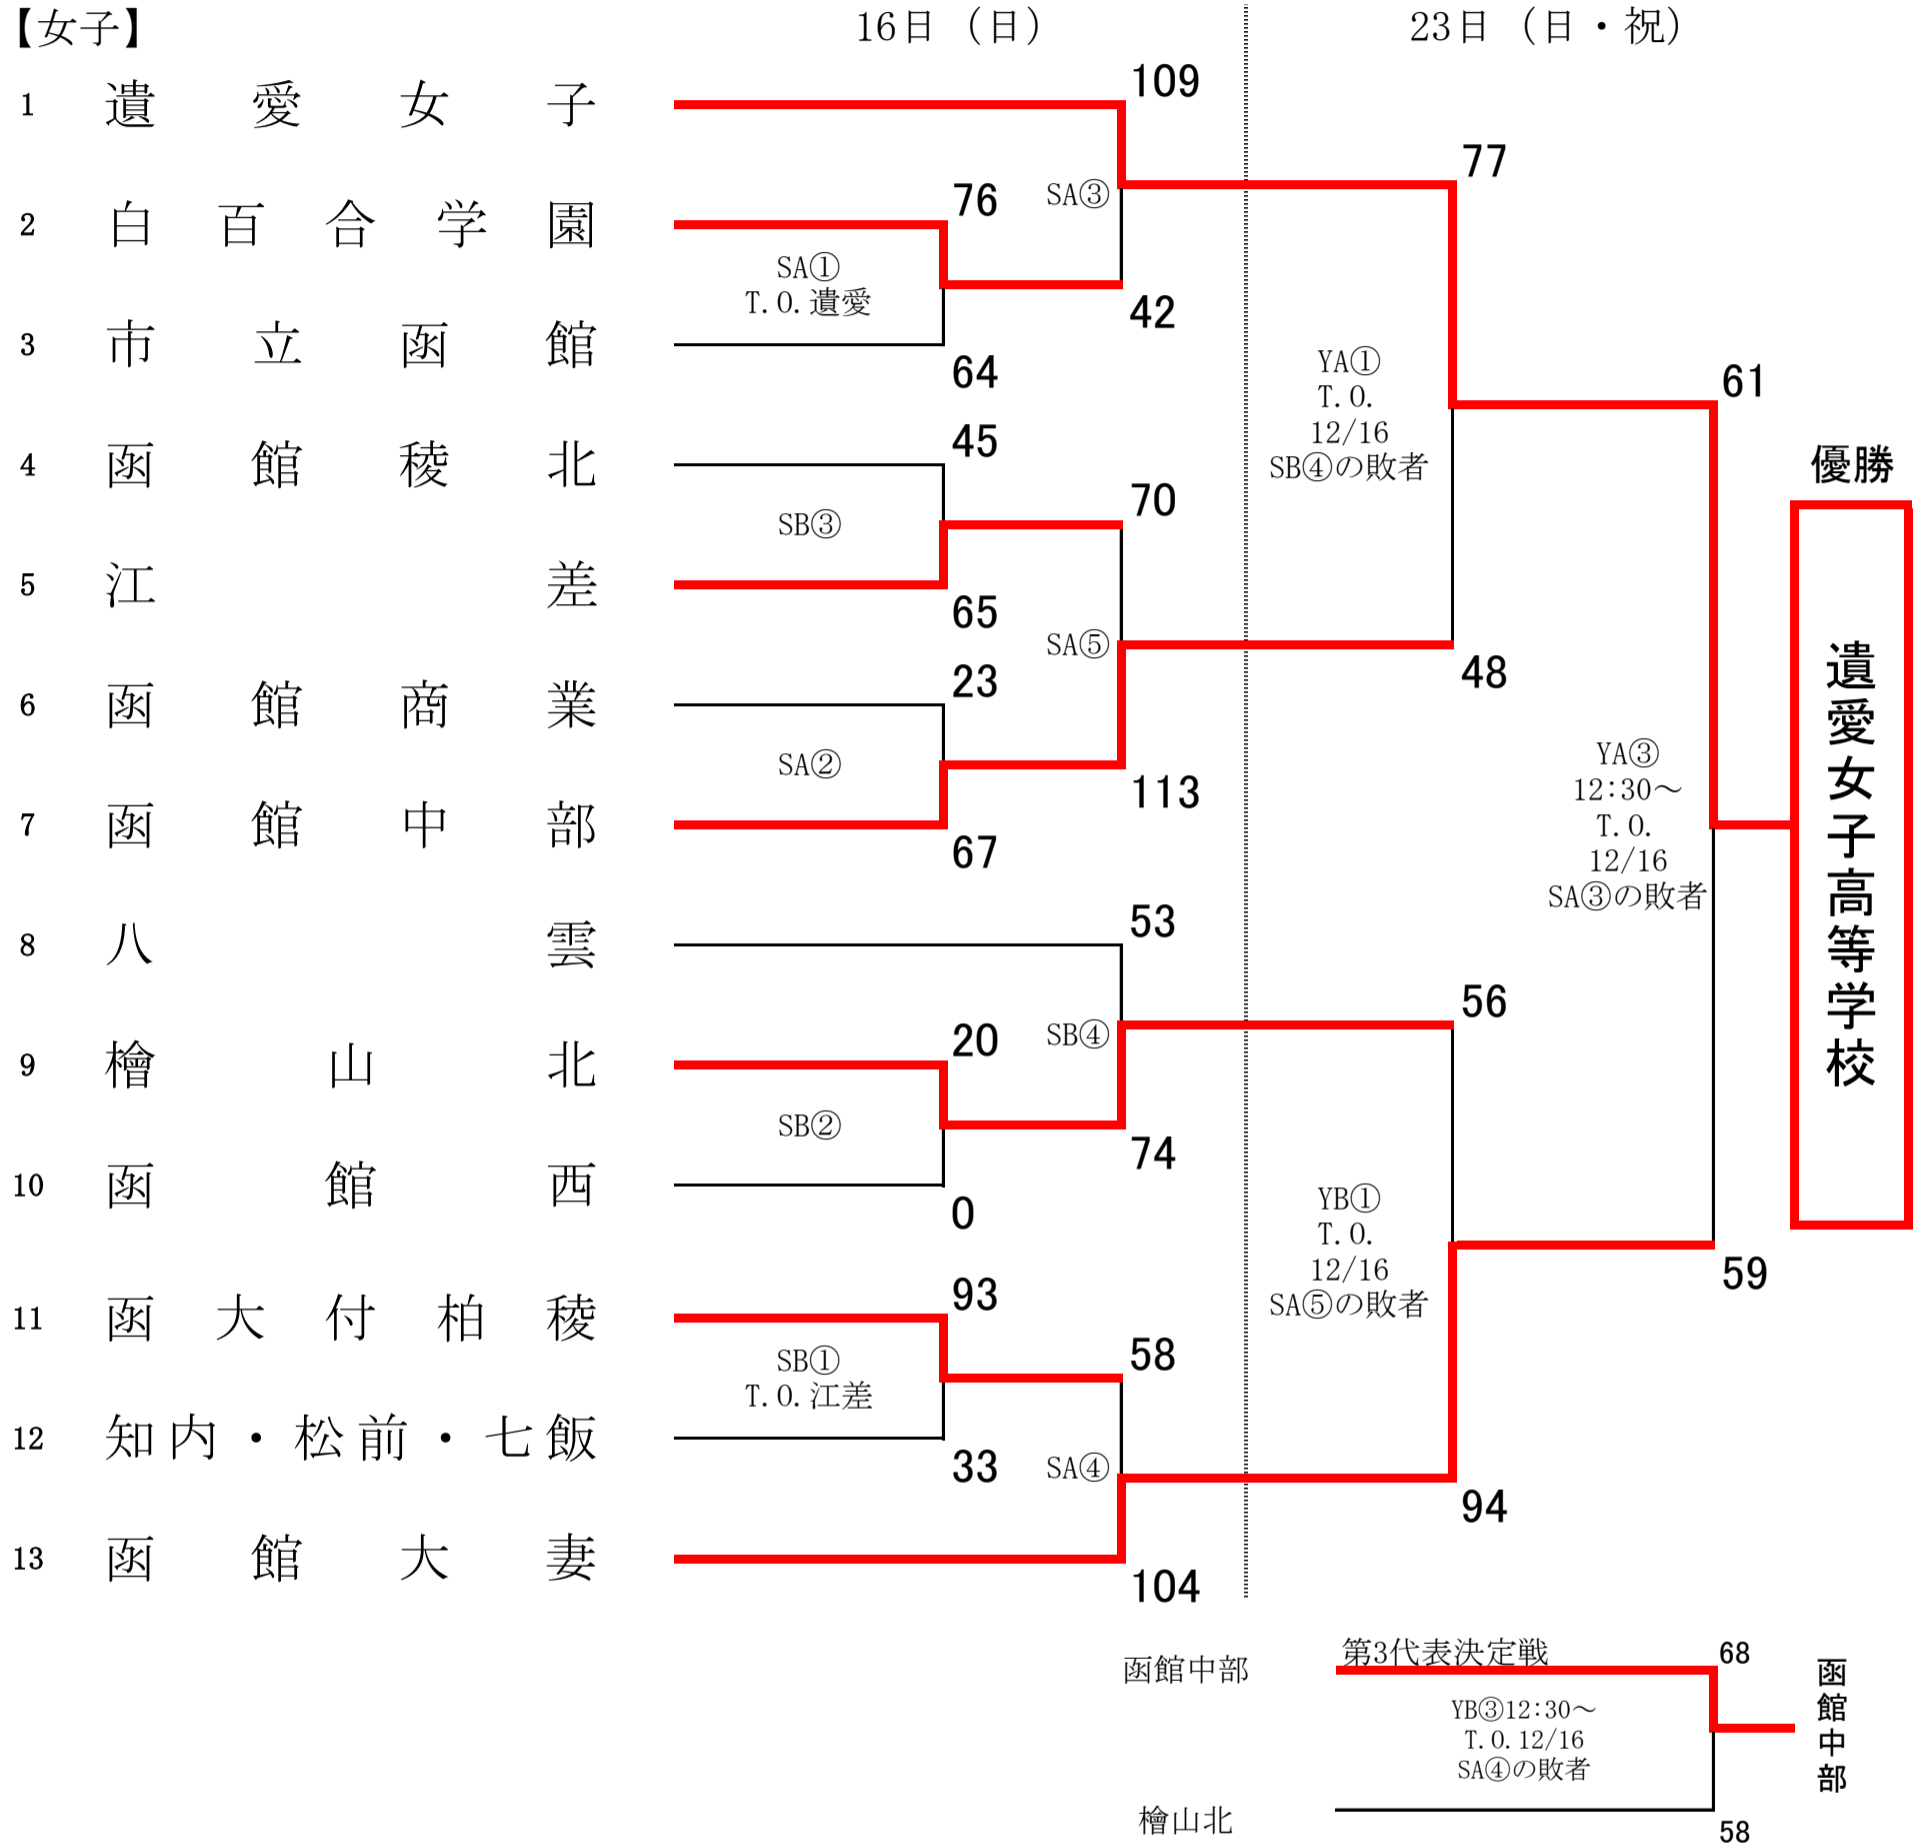 【女子】
16日（日）
23日（日・祝）
1 遺愛女子
109
77
2 白百合学園
76
SA③
SA①
T.O.遺愛
42
3 市立函館
64
YA①
T.O.
12/16
SB④の敗者
61
4 函館稜北
45
優勝
70
SB③
5 江差
65
SA⑤
遺愛女子高等学校
6 函館商業
23
48
SA②
113
YA③
12:30～
T.O.
12/16
SA③の敗者
7 函館中部
67
8 八雲
53
56
9 檜山北
20
SB④
SB②
74
10 函館西
0
YB①
T.O.
12/16
SA⑤の敗者
59
11 函大付柏稜
93
58
SB①
T.O.江差
12 知内・松前・七飯
33
SA④
94
13 函館大妻
104
第3代表決定戦
68
函館中部
函館中部
YB③12:30～
T.O.12/16
SA④の敗者
檜山北
58